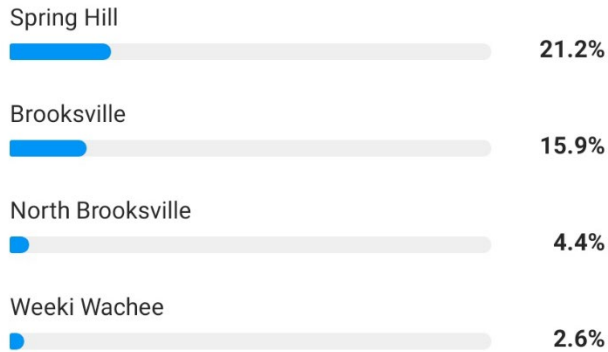 Spring Hill
21.2%
Brooksville
15.9%
North Brooksville
4.4%
Weeki Wachee
2.6%